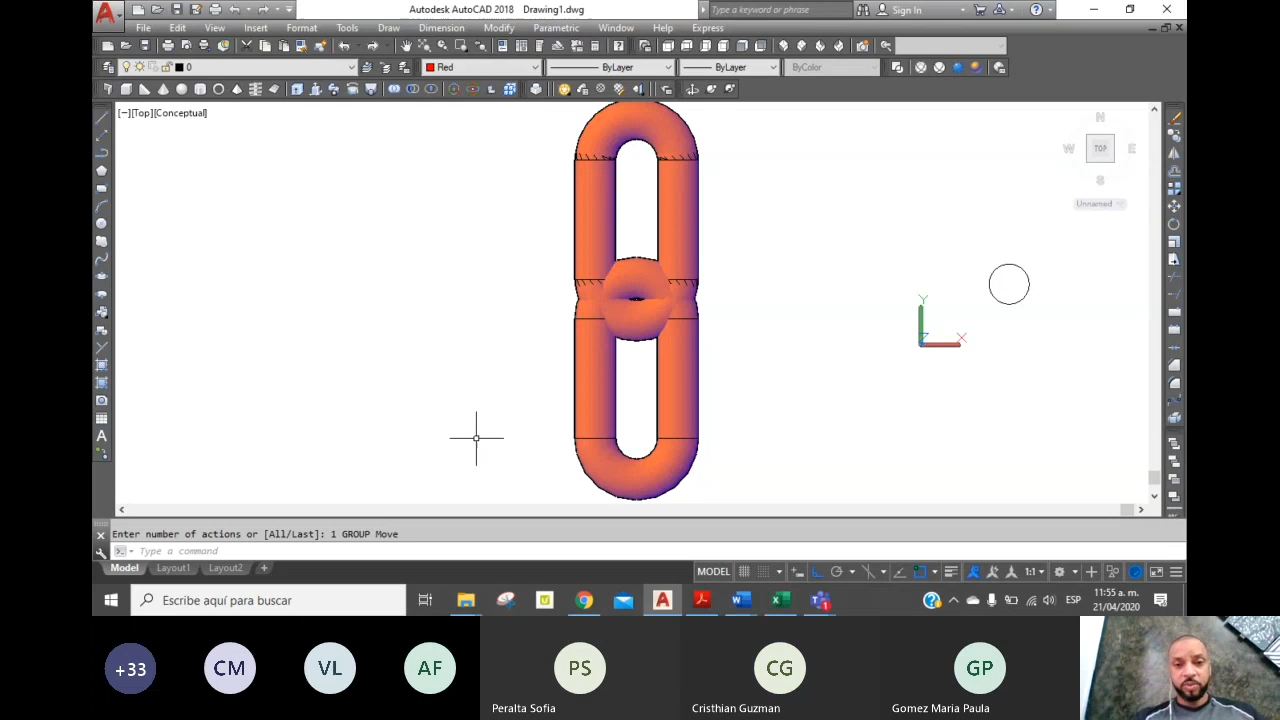 Autodesk AutoCAD 2018 Drawing1.dwg
Type a keyword or phrase
Sign In
File Edit View Insert Format Tools Draw Dimension Modify Parametric Window Help Express
0
Red
ByLayer
ByLayer
ByColor
[−][Top][Conceptual]
N
W TOP E
S
Unnamed
Y
X
Enter number of actions or [All/Last]: 1 GROUP Move
Type a command
Model Layout1 Layout2 +
MODEL
1:1
Escribe aquí para buscar
ESP
11:55 a. m.
21/04/2020
+33
CM
VL
AF
PS
CG
GP
Peralta Sofia
Cristhian Guzman
Gomez Maria Paula